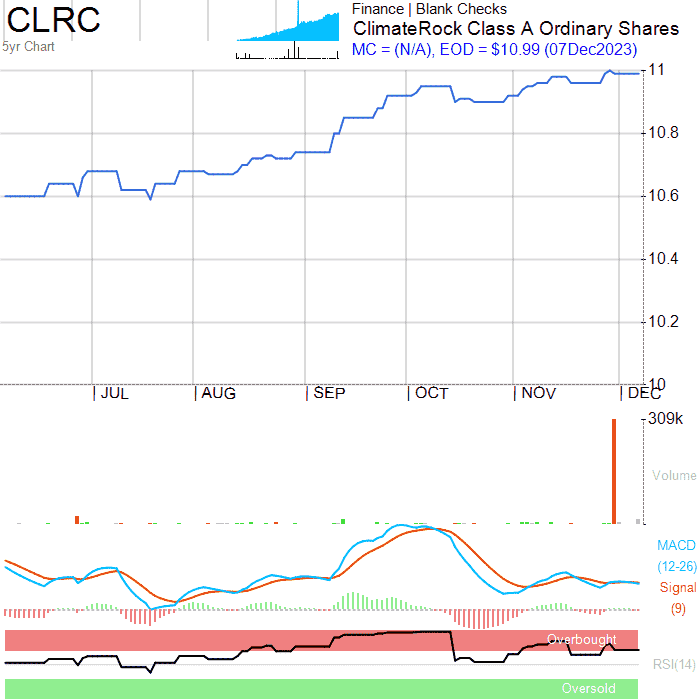 CLRC
Finance | Blank Checks
ClimateRock Class A Ordinary Shares
5yr Chart
MC = (N/A), EOD = $10.99 (07Dec2023)
11
10.8
10.6
10.4
10.2
10
JUL AUG SEP OCT NOV DEC
309k
Volume
MACD
(12-26)
Signal
(9)
Overbought
RSI(14)
Oversold